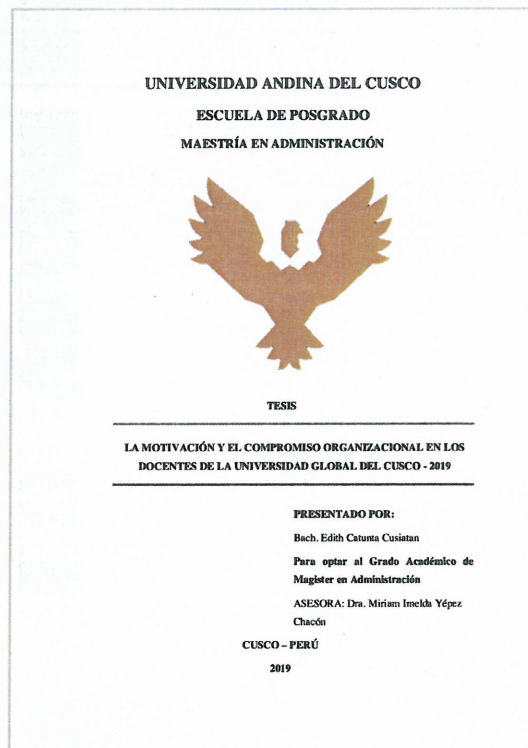 UNIVERSIDAD ANDINA DEL CUSCO
ESCUELA DE POSGRADO
MAESTRÍA EN ADMINISTRACIÓN
TESIS
LA MOTIVACIÓN Y EL COMPROMISO ORGANIZACIONAL EN LOS
DOCENTES DE LA UNIVERSIDAD GLOBAL DEL CUSCO - 2019
PRESENTADO POR:
Bach. Edith Catunta Cusiatan
Para optar al Grado Académico de
Magister en Administración
ASESORA: Dra. Miriam Imelda Yépez
Chacón
CUSCO – PERÚ
2019